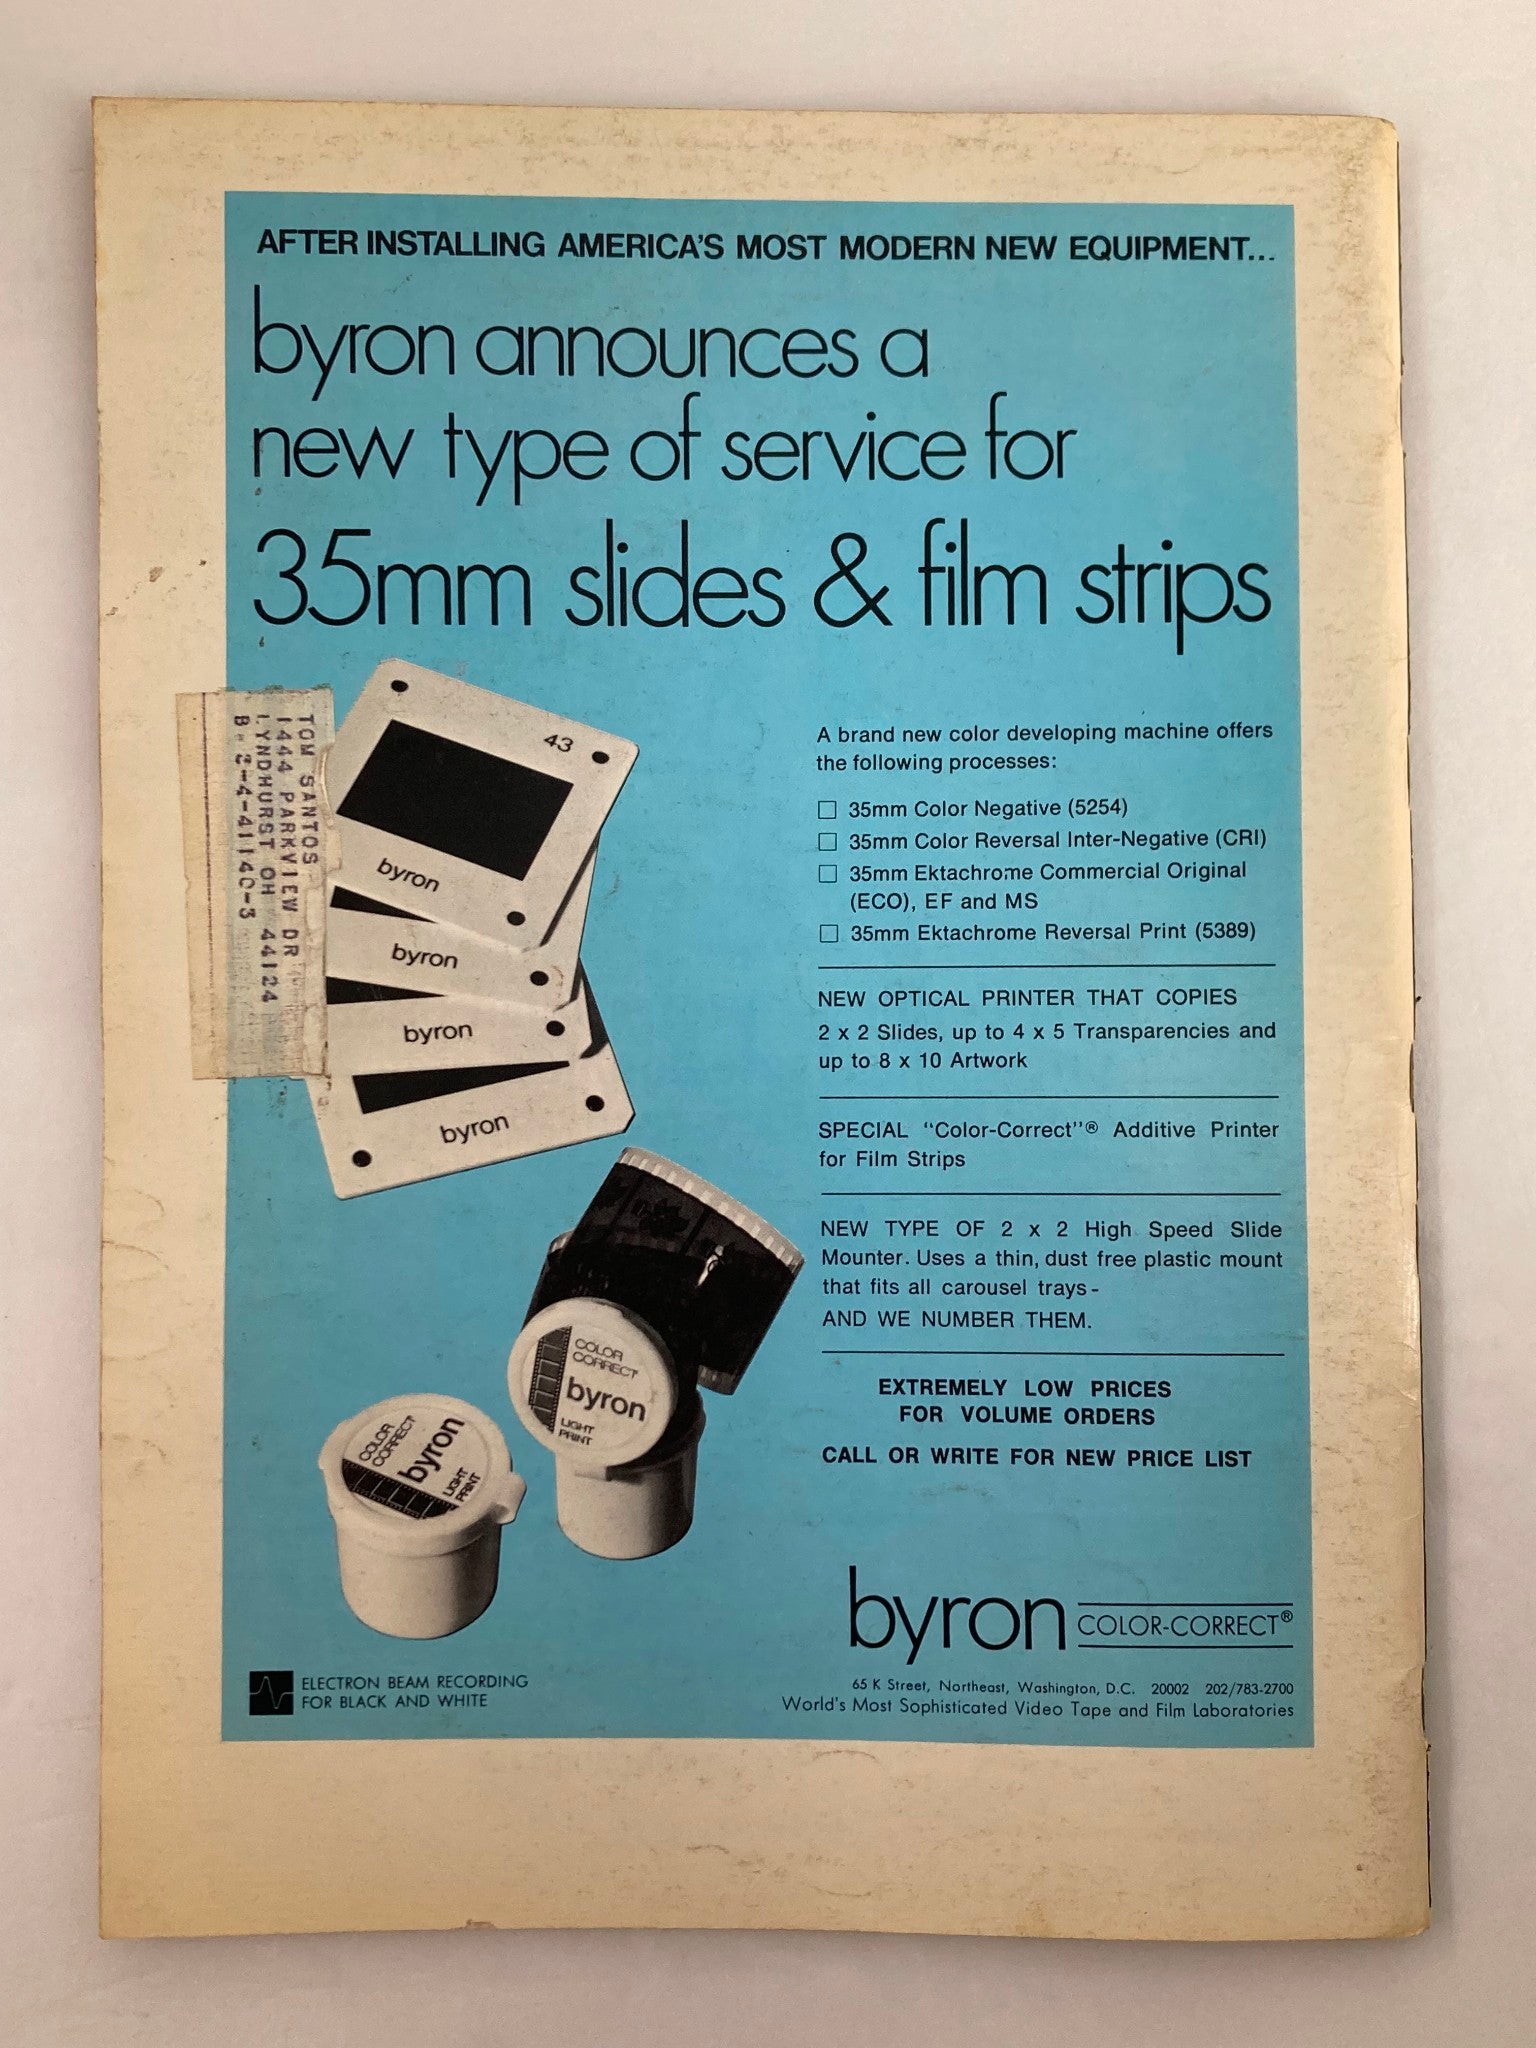 AFTER INSTALLING AMERICA'S MOST MODERN NEW EQUIPMENT...
byron announces a
new type of service for
35mm slides & film strips
TOM SANTOS
1444 PARKVIEW DR
LYNDHURST OH 44124
43
byron
byron
byron
byron
COLOR
CORRECT
byron
LIGHT
PRINT
COLOR
CORRECT
byron
LIGHT
PRINT
A brand new color developing machine offers
the following processes:
☐ 35mm Color Negative (5254)
☐ 35mm Color Reversal Inter-Negative (CRI)
☐ 35mm Ektachrome Commercial Original
(ECO), EF and MS
☐ 35mm Ektachrome Reversal Print (5389)
NEW OPTICAL PRINTER THAT COPIES
2 x 2 Slides, up to 4 x 5 Transparencies and
up to 8 x 10 Artwork
SPECIAL "Color-Correct"® Additive Printer
for Film Strips
NEW TYPE OF 2 x 2 High Speed Slide
Mounter. Uses a thin, dust free plastic mount
that fits all carousel trays -
AND WE NUMBER THEM.
EXTREMELY LOW PRICES
FOR VOLUME ORDERS
CALL OR WRITE FOR NEW PRICE LIST
byron COLOR-CORRECT®
65 K Street, Northeast, Washington, D.C. 20002 202/783-2700
World's Most Sophisticated Video Tape and Film Laboratories
ELECTRON BEAM RECORDING
FOR BLACK AND WHITE